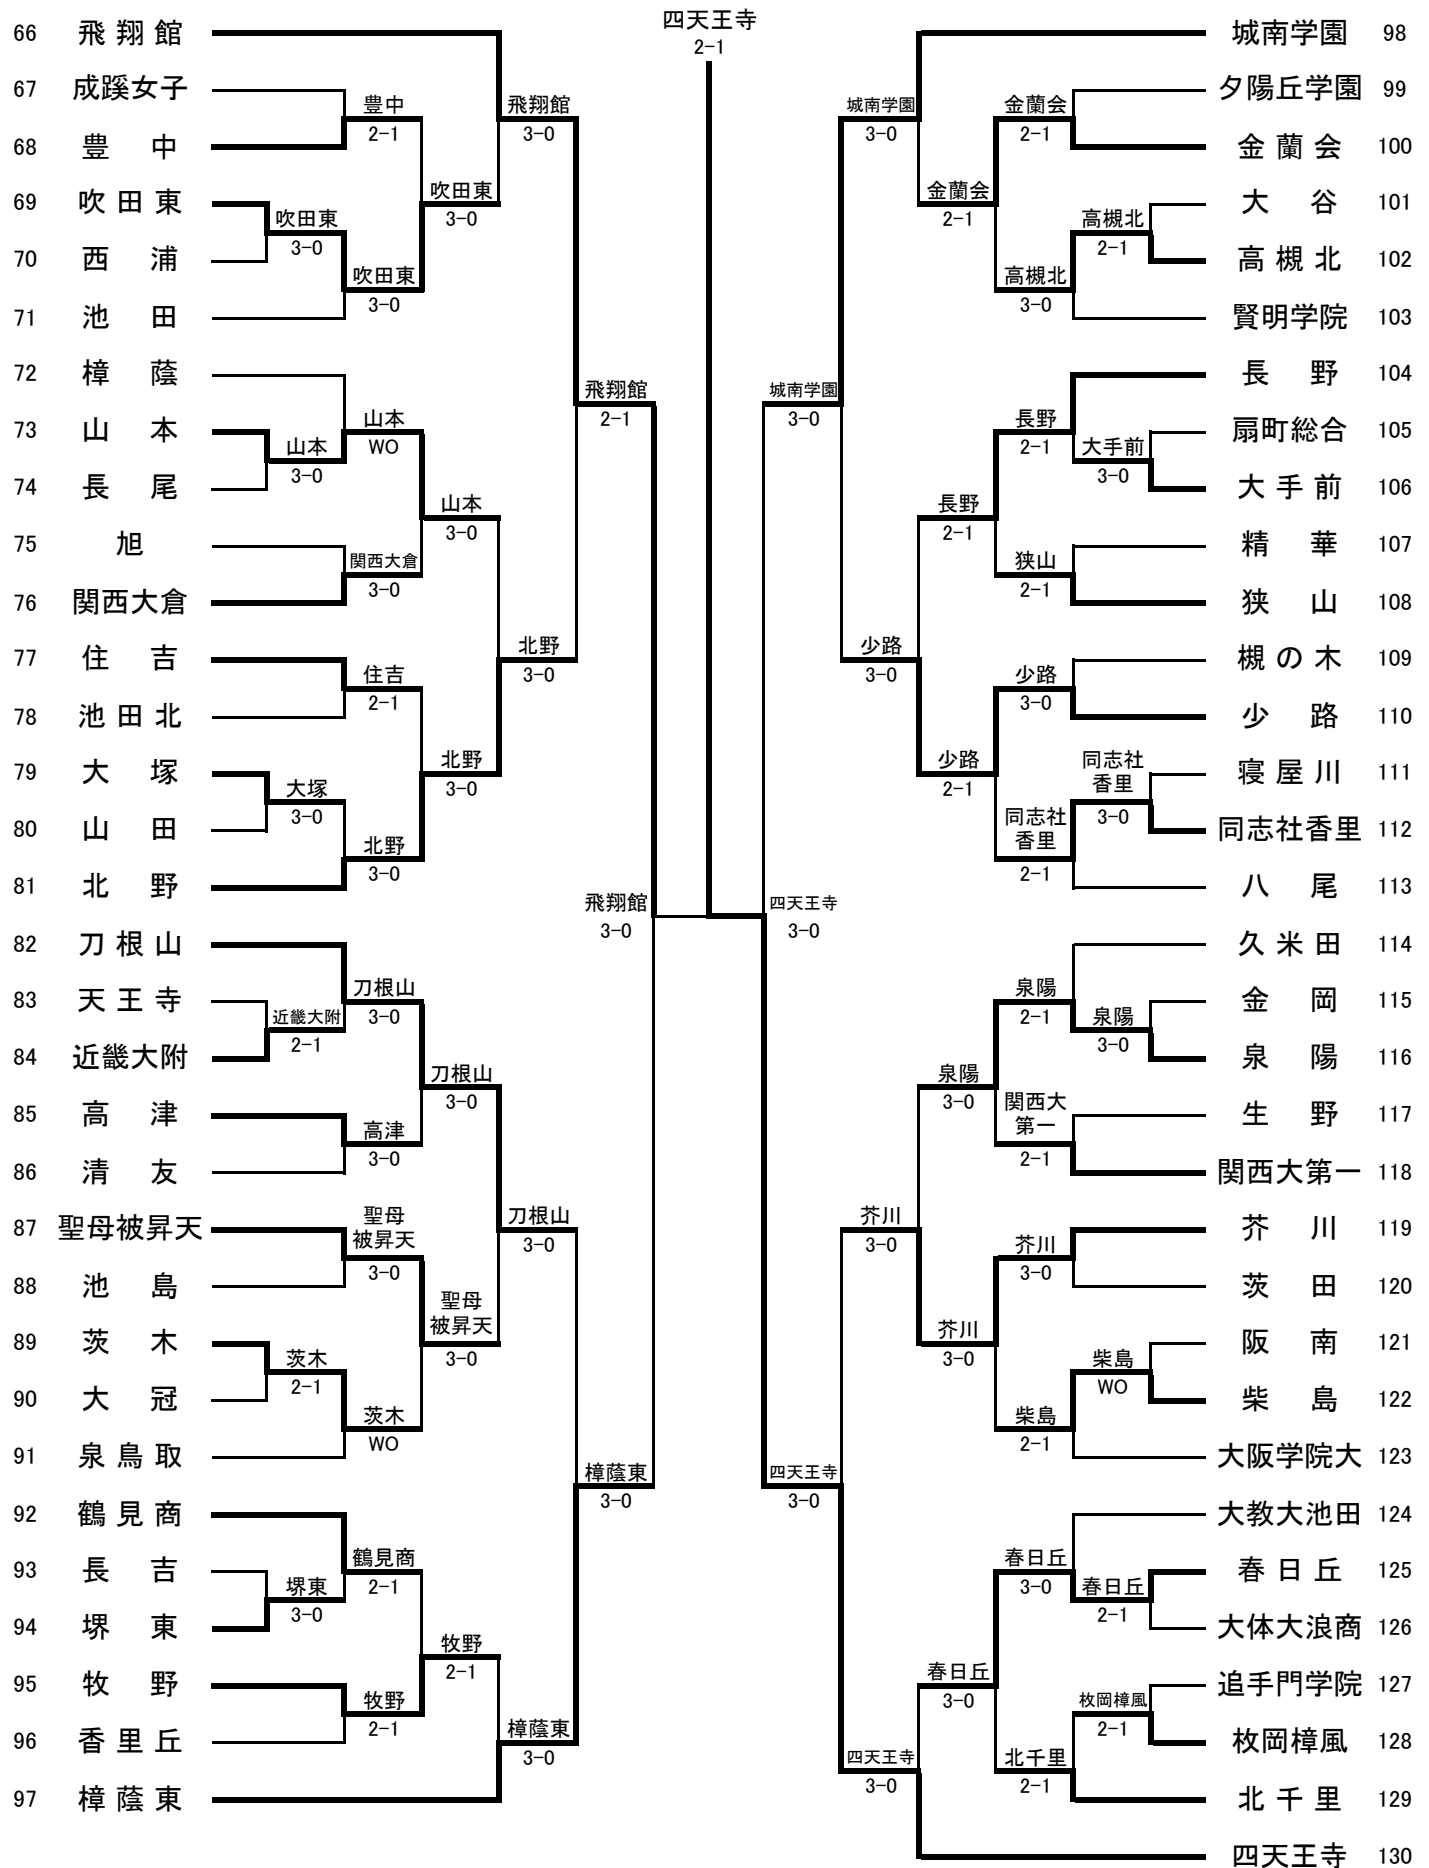 四天王寺
2-1
66 飛翔館
67 成蹊女子
68 豊中
69 吹田東
70 西浦
71 池田
72 樟蔭
73 山本
74 長尾
75 旭
76 関西大倉
77 住吉
78 池田北
79 大塚
80 山田
81 北野
82 刀根山
83 天王寺
84 近畿大附
85 高津
86 清友
87 聖母被昇天
88 池島
89 茨木
90 大冠
91 泉鳥取
92 鶴見商
93 長吉
94 堺東
95 牧野
96 香里丘
97 樟蔭東
吹田東
3-0
山本
3-0
大塚
3-0
近畿大附
2-1
茨木
2-1
堺東
3-0
豊中
2-1
吹田東
3-0
山本
WO
関西大倉
3-0
住吉
2-1
北野
3-0
刀根山
3-0
高津
3-0
聖母
被昇天
3-0
茨木
WO
鶴見商
2-1
牧野
2-1
吹田東
3-0
山本
3-0
北野
3-0
刀根山
3-0
聖母
被昇天
3-0
牧野
2-1
飛翔館
3-0
北野
3-0
刀根山
3-0
樟蔭東
3-0
飛翔館
2-1
樟蔭東
3-0
飛翔館
3-0
四天王寺
3-0
城南学園
3-0
四天王寺
3-0
城南学園
3-0
少路
3-0
芥川
3-0
四天王寺
3-0
金蘭会
2-1
長野
2-1
少路
2-1
泉陽
3-0
芥川
3-0
春日丘
3-0
金蘭会
2-1
高槻北
3-0
長野
2-1
狭山
2-1
少路
3-0
同志社
香里
2-1
泉陽
2-1
関西大
第一
2-1
芥川
3-0
柴島
2-1
春日丘
3-0
北千里
2-1
高槻北
2-1
大手前
3-0
同志社
香里
3-0
泉陽
3-0
柴島
WO
春日丘
2-1
枚岡樟風
2-1
城南学園 98
夕陽丘学園 99
金蘭会 100
大谷 101
高槻北 102
賢明学院 103
長野 104
扇町総合 105
大手前 106
精華 107
狭山 108
槻の木 109
少路 110
寝屋川 111
同志社香里 112
八尾 113
久米田 114
金岡 115
泉陽 116
生野 117
関西大第一 118
芥川 119
茨田 120
阪南 121
柴島 122
大阪学院大 123
大教大池田 124
春日丘 125
大体大浪商 126
追手門学院 127
枚岡樟風 128
北千里 129
四天王寺 130